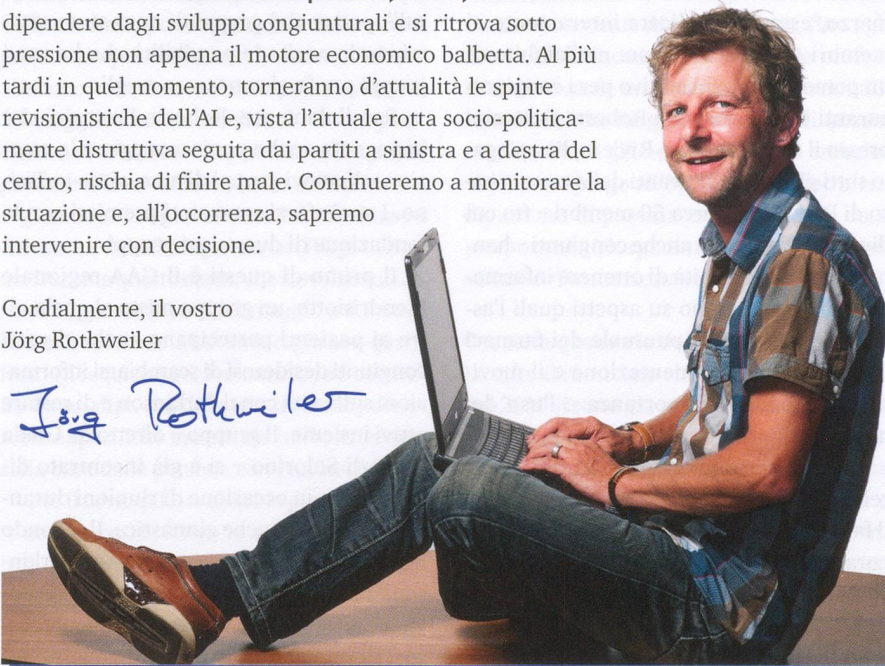 dipendere dagli sviluppi congiunturali e si ritrova sotto
pressione non appena il motore economico balbetta. Al più
tardi in quel momento, torneranno d’attualità le spinte
revisionistiche dell’AI e, vista l’attuale rotta socio-politica-
mente distruttiva seguita dai partiti a sinistra e a destra del
centro, rischia di finire male. Continueremo a monitorare la
situazione e, all’occorrenza, sapremo
intervenire con decisione.
Cordialmente, il vostro
Jörg Rothweiler
Jörg Rothweiler